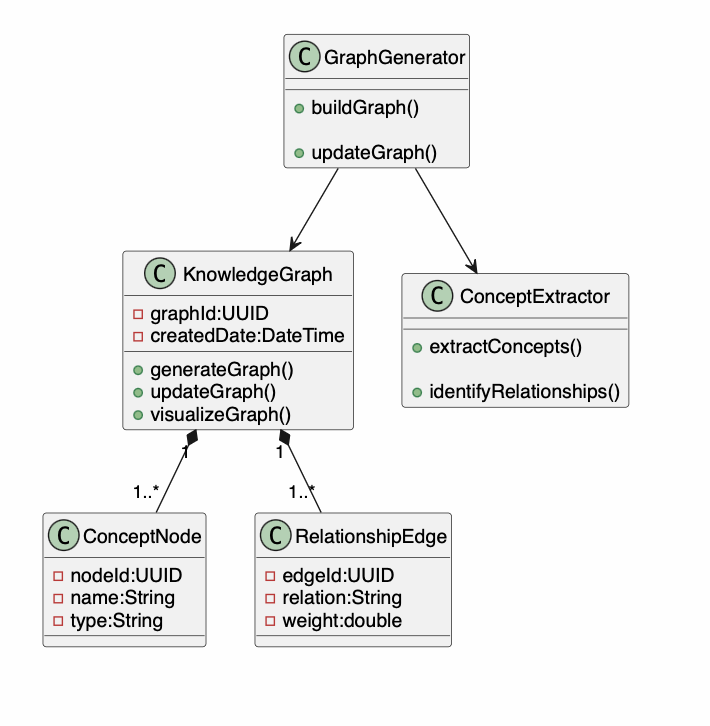 C GraphGenerator
buildGraph()
updateGraph()
C KnowledgeGraph
graphId:UUID
createdDate:DateTime
generateGraph()
updateGraph()
visualizeGraph()
C ConceptExtractor
extractConcepts()
identifyRelationships()
1
1
1..*
1..*
C ConceptNode
nodeId:UUID
name:String
type:String
C RelationshipEdge
edgeId:UUID
relation:String
weight:double